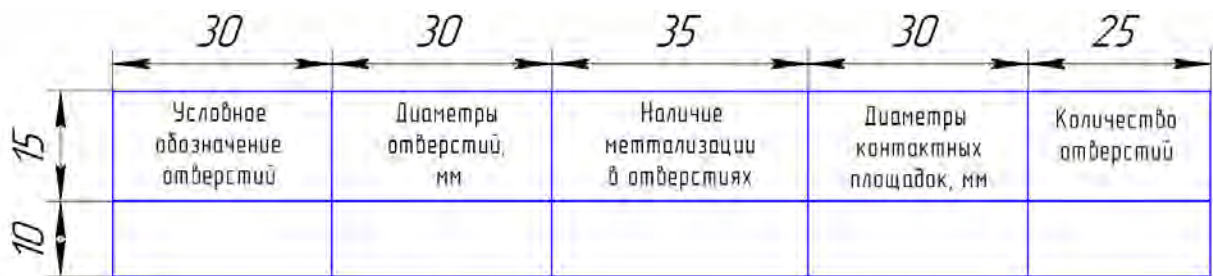 30 30 35 30 25
15
Условное
обозначение
отверстий
Диаметры
отверстий,
мм
Наличие
меттализации
в отверстиях
Диаметры
контактных
площадок, мм
Количество
отверстий
10